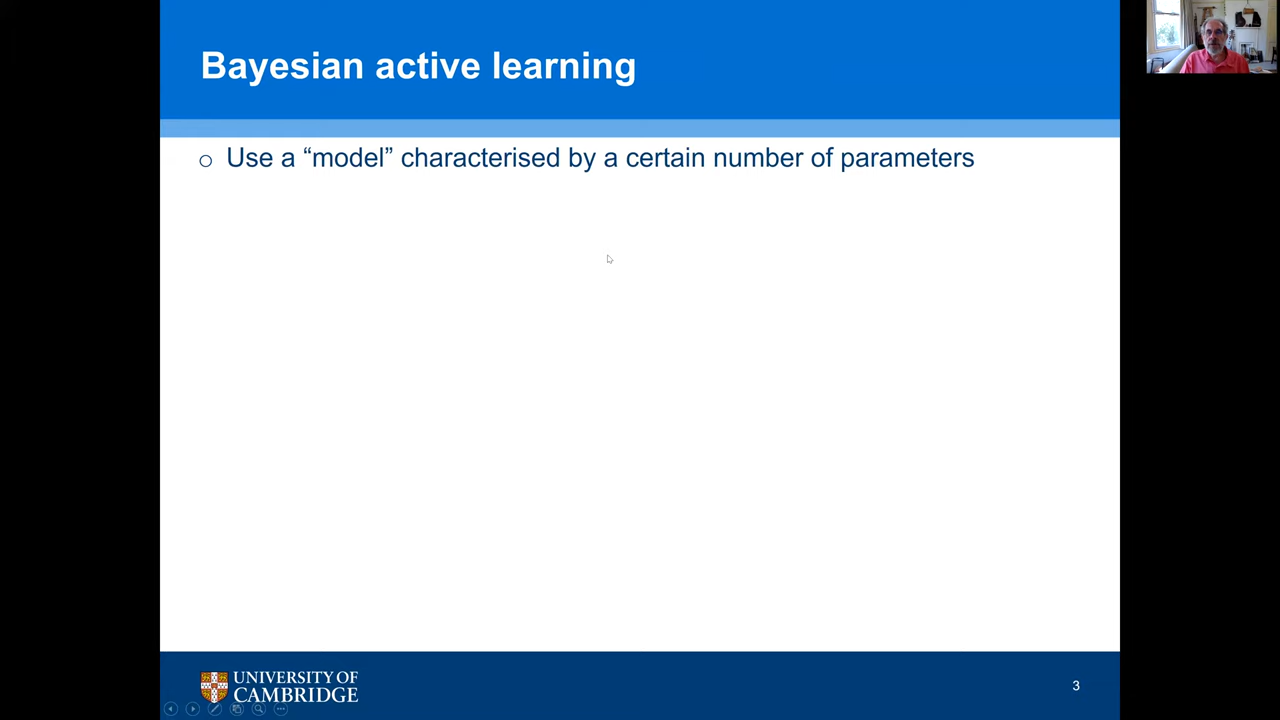 Bayesian active learning
o Use a “model” characterised by a certain number of parameters
UNIVERSITY OF
CAMBRIDGE
3